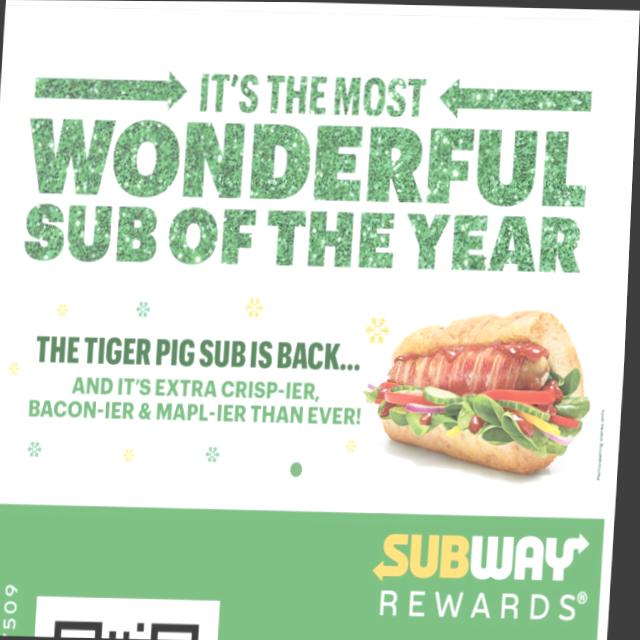 IT'S THE MOST
WONDERFUL
SUB OF THE YEAR
THE TIGER PIG SUB IS BACK...
AND IT'S EXTRA CRISP-IER,
BACON-IER & MAPL-IER THAN EVER!
SUBWAY
REWARDS®
7509